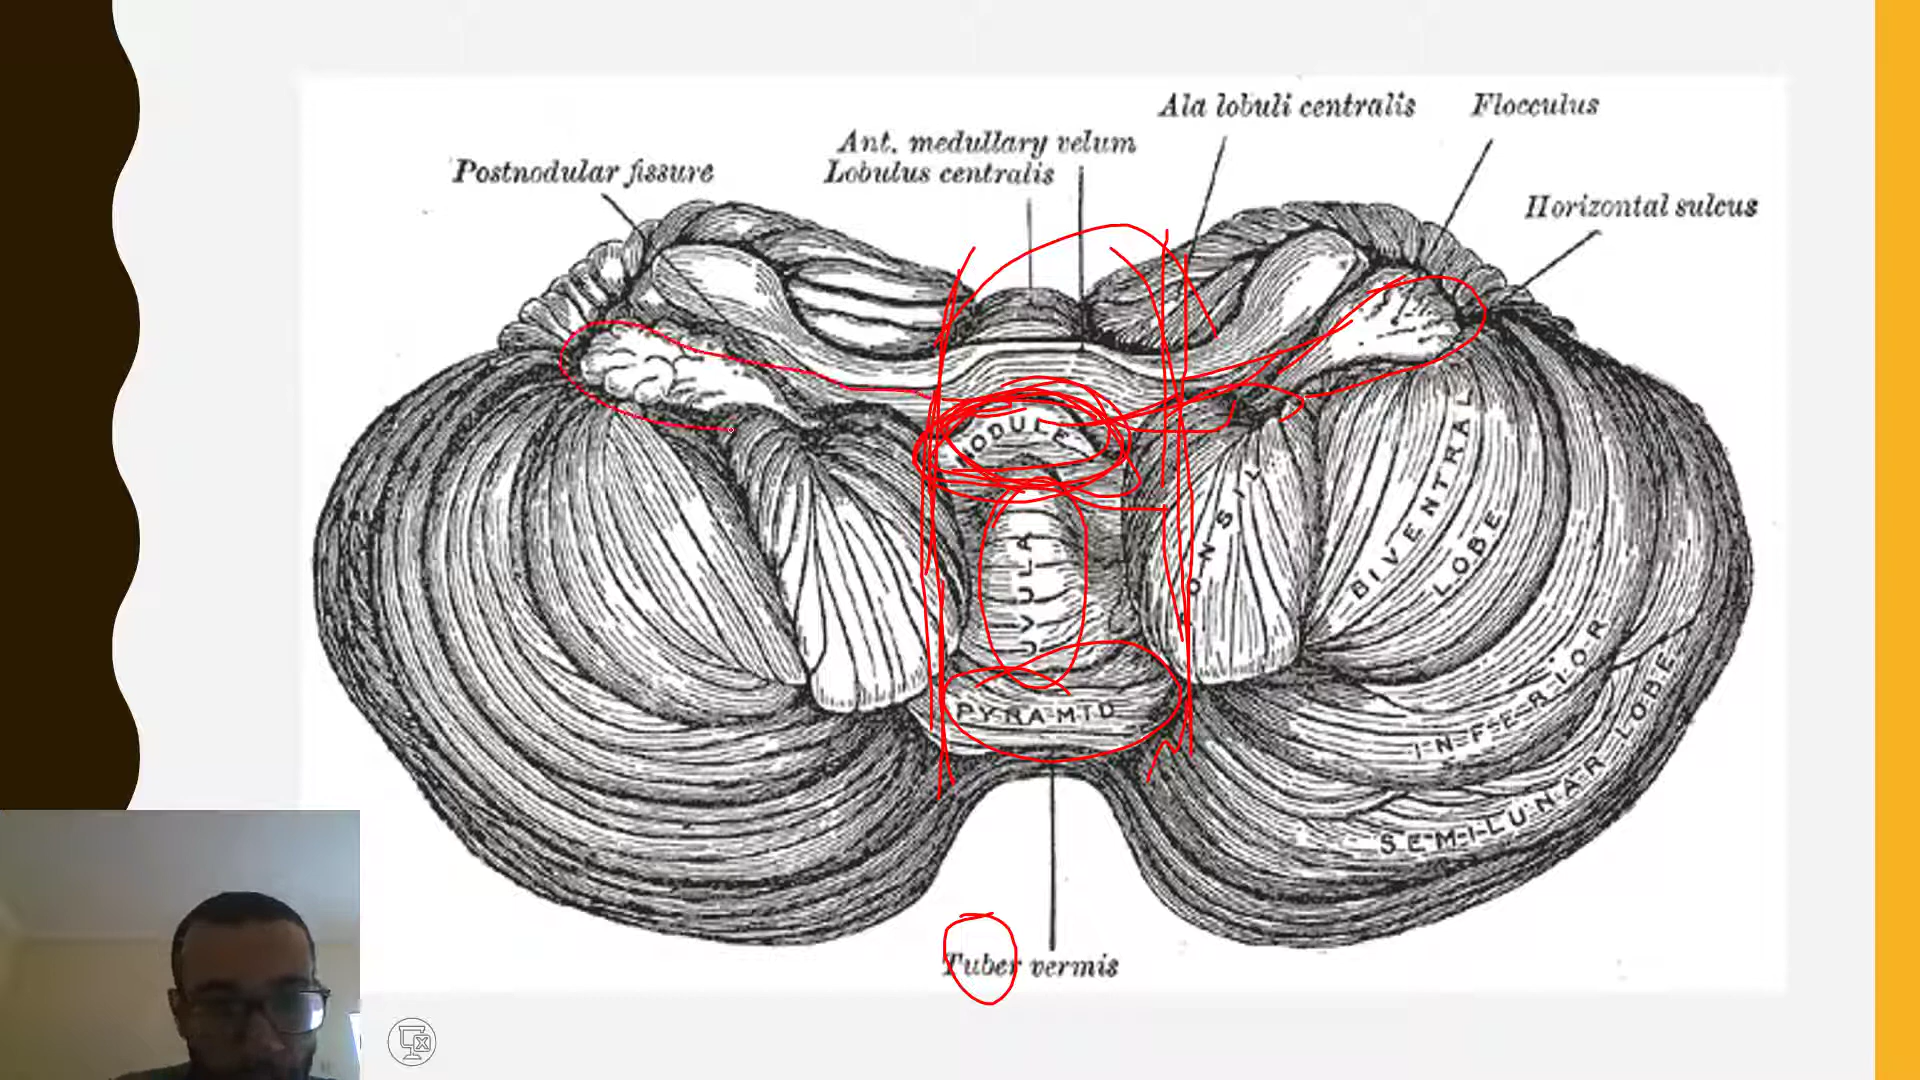 Ala lobuli centralis
Flocculus
Ant. medullary velum
Lobulus centralis
Postnodular fissure
Horizontal sulcus
NODULE
UVULA
TONSIL
BIVENTRAL
LOBE
PYRAMID
INFERIOR
SEMILUNAR LOBE
Tuber vermis